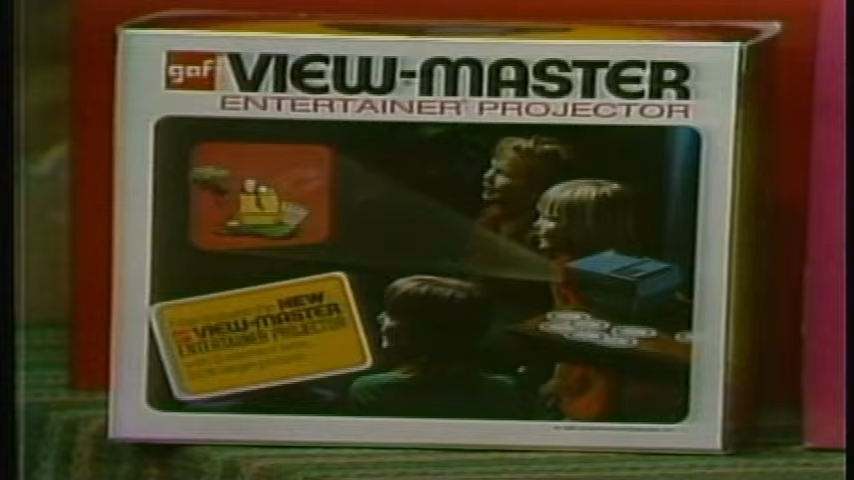 gaf VIEW-MASTER
ENTERTAINER PROJECTOR
NEW
VIEW-MASTER
ENTERTAINER PROJECTOR